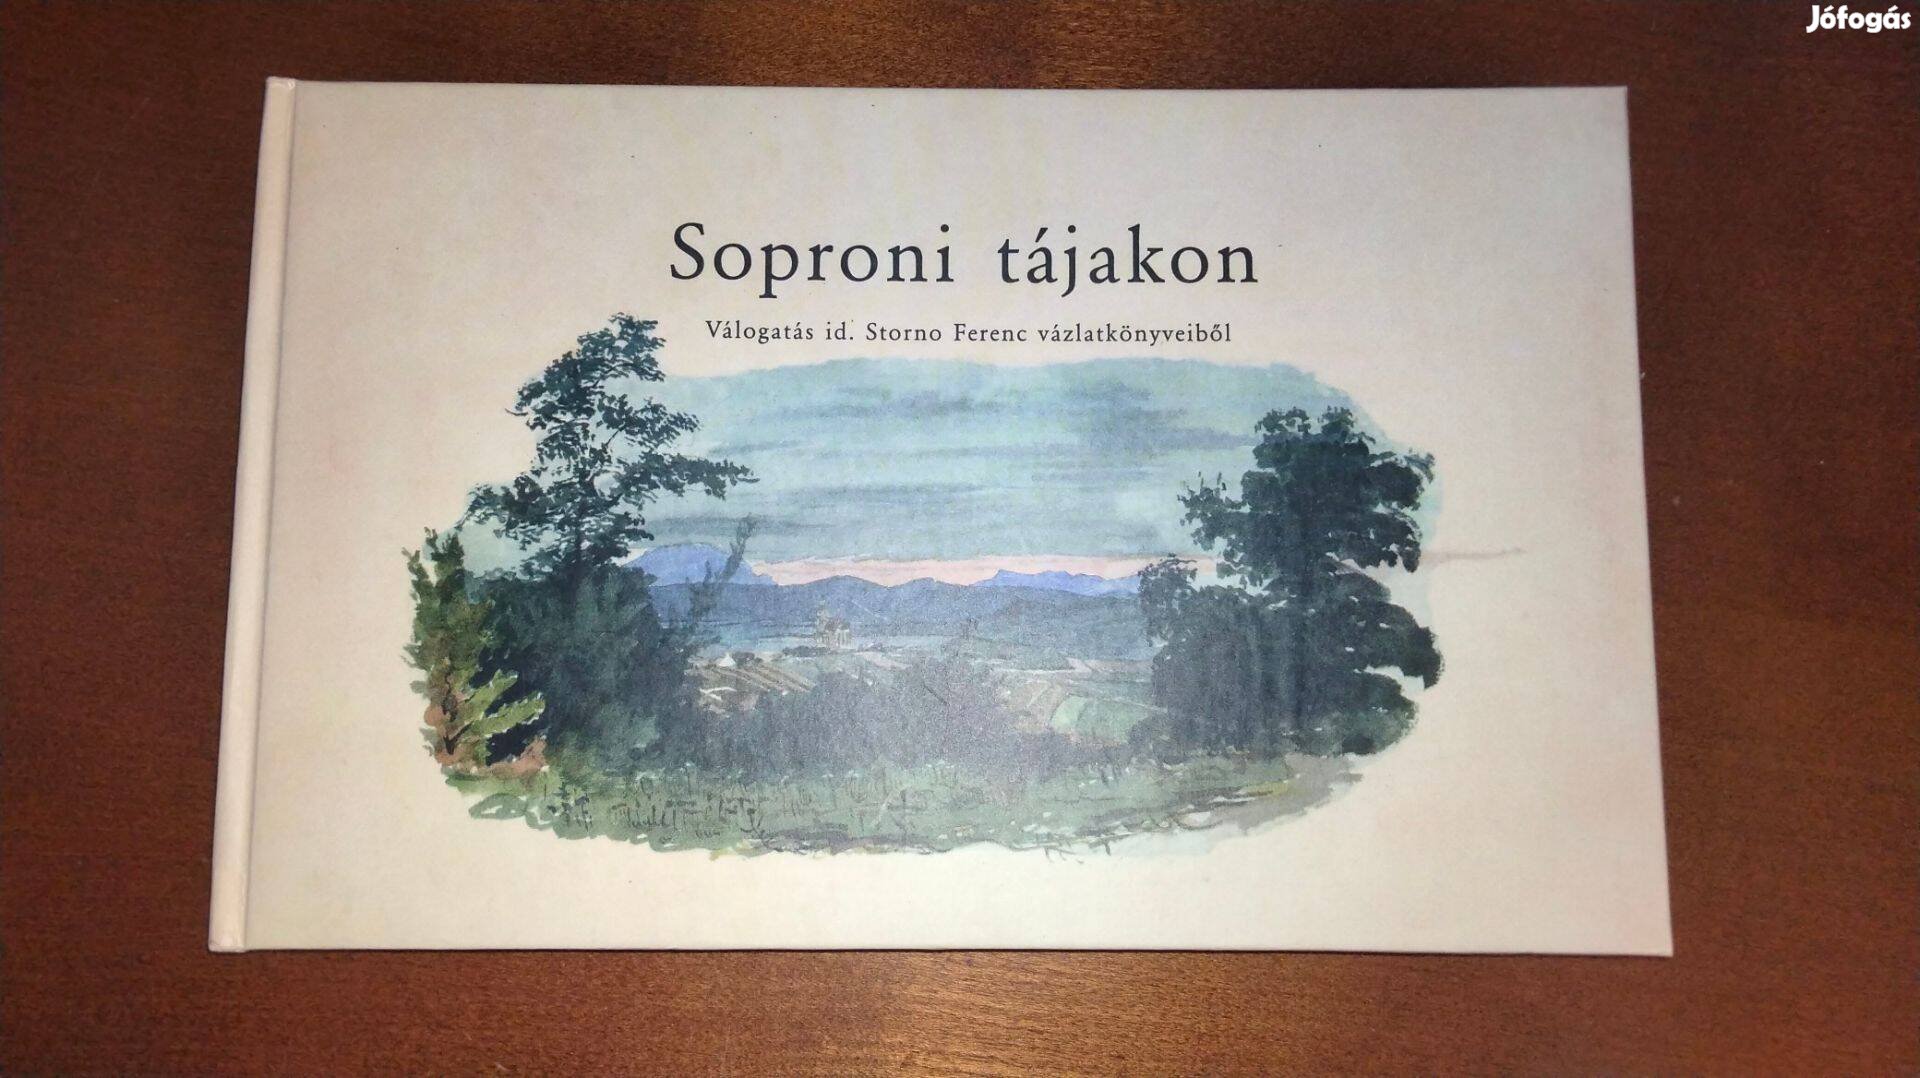 Jófogás
Soproni tájakon
Válogatás id. Storno Ferenc vázlatkönyveiből